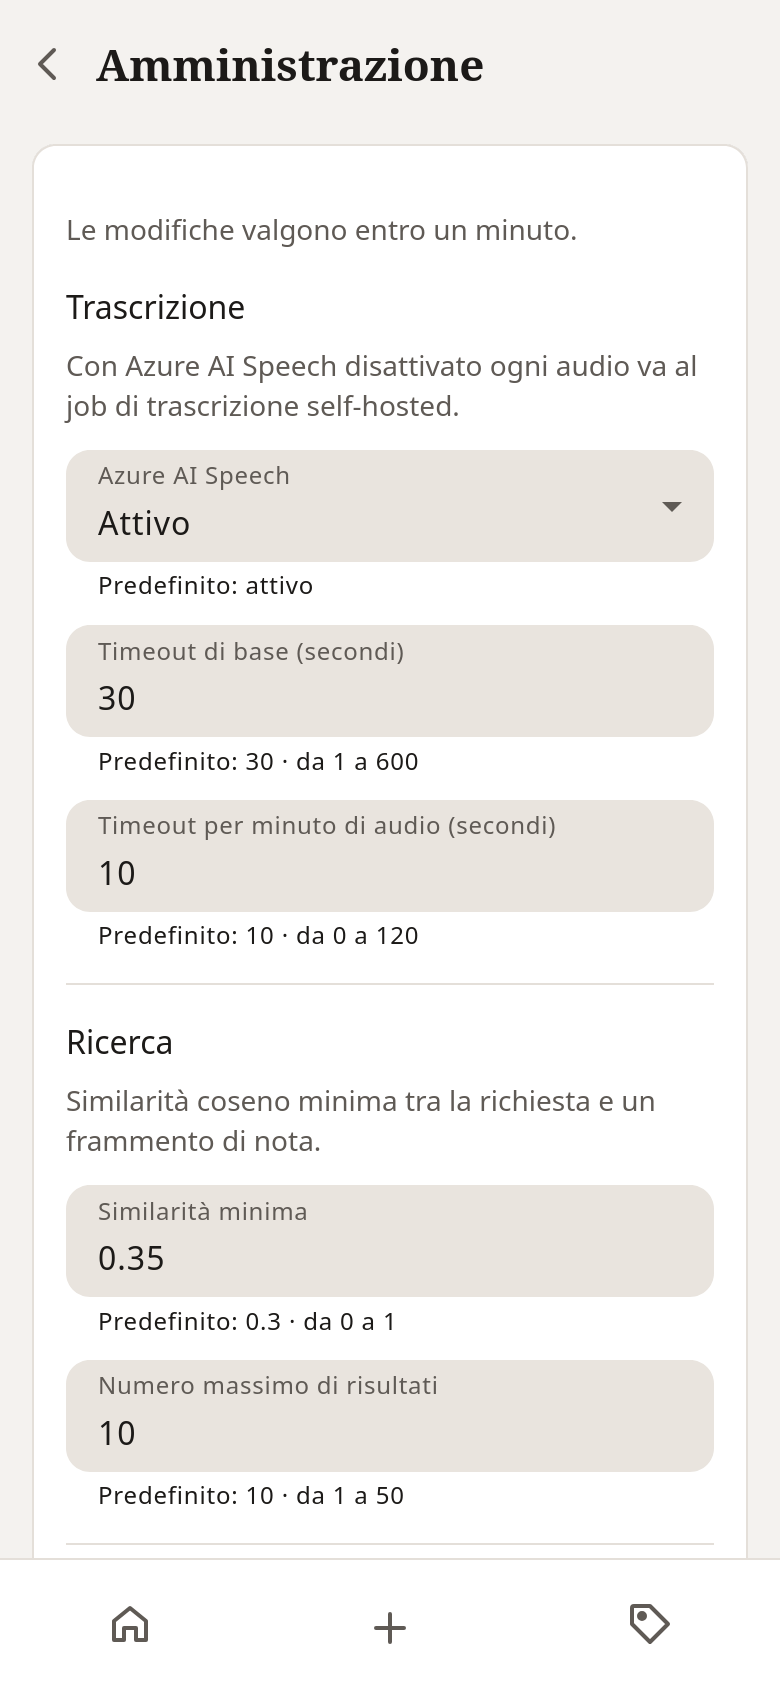 Amministrazione
Le modifiche valgono entro un minuto.
Trascrizione
Con Azure AI Speech disattivato ogni audio va al
job di trascrizione self-hosted.
Azure AI Speech
Attivo
Predefinito: attivo
Timeout di base (secondi)
30
Predefinito: 30 · da 1 a 600
Timeout per minuto di audio (secondi)
10
Predefinito: 10 · da 0 a 120
Ricerca
Similarità coseno minima tra la richiesta e un
frammento di nota.
Similarità minima
0.35
Predefinito: 0.3 · da 0 a 1
Numero massimo di risultati
10
Predefinito: 10 · da 1 a 50